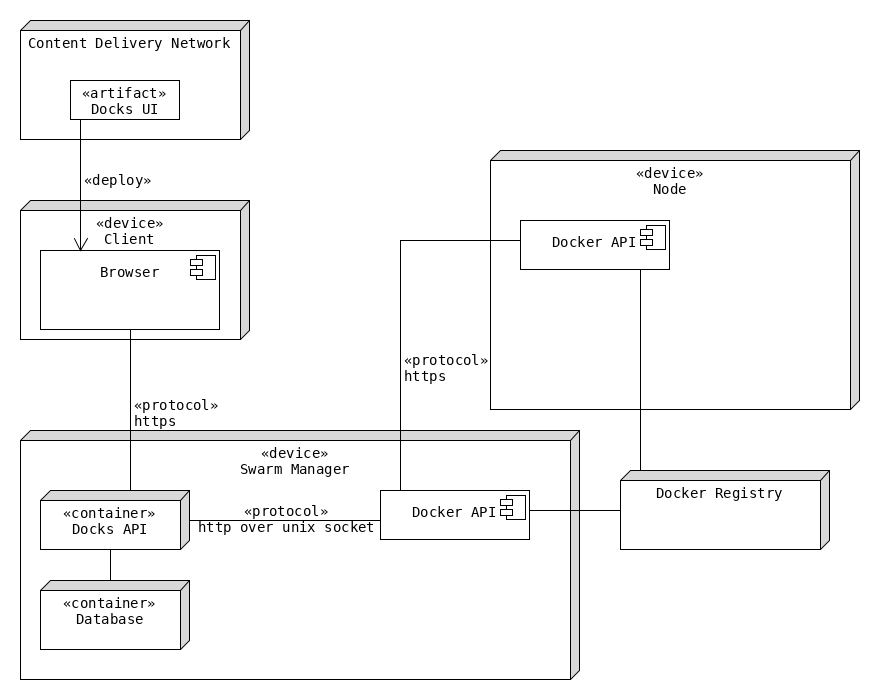 Content Delivery Network
«artifact»
Docks UI
«deploy»
«device»
Client
Browser
«protocol»
https
«device»
Node
Docker API
«protocol»
https
«device»
Swarm Manager
«container»
Docks API
«protocol»
http over unix socket
Docker API
Docker Registry
«container»
Database